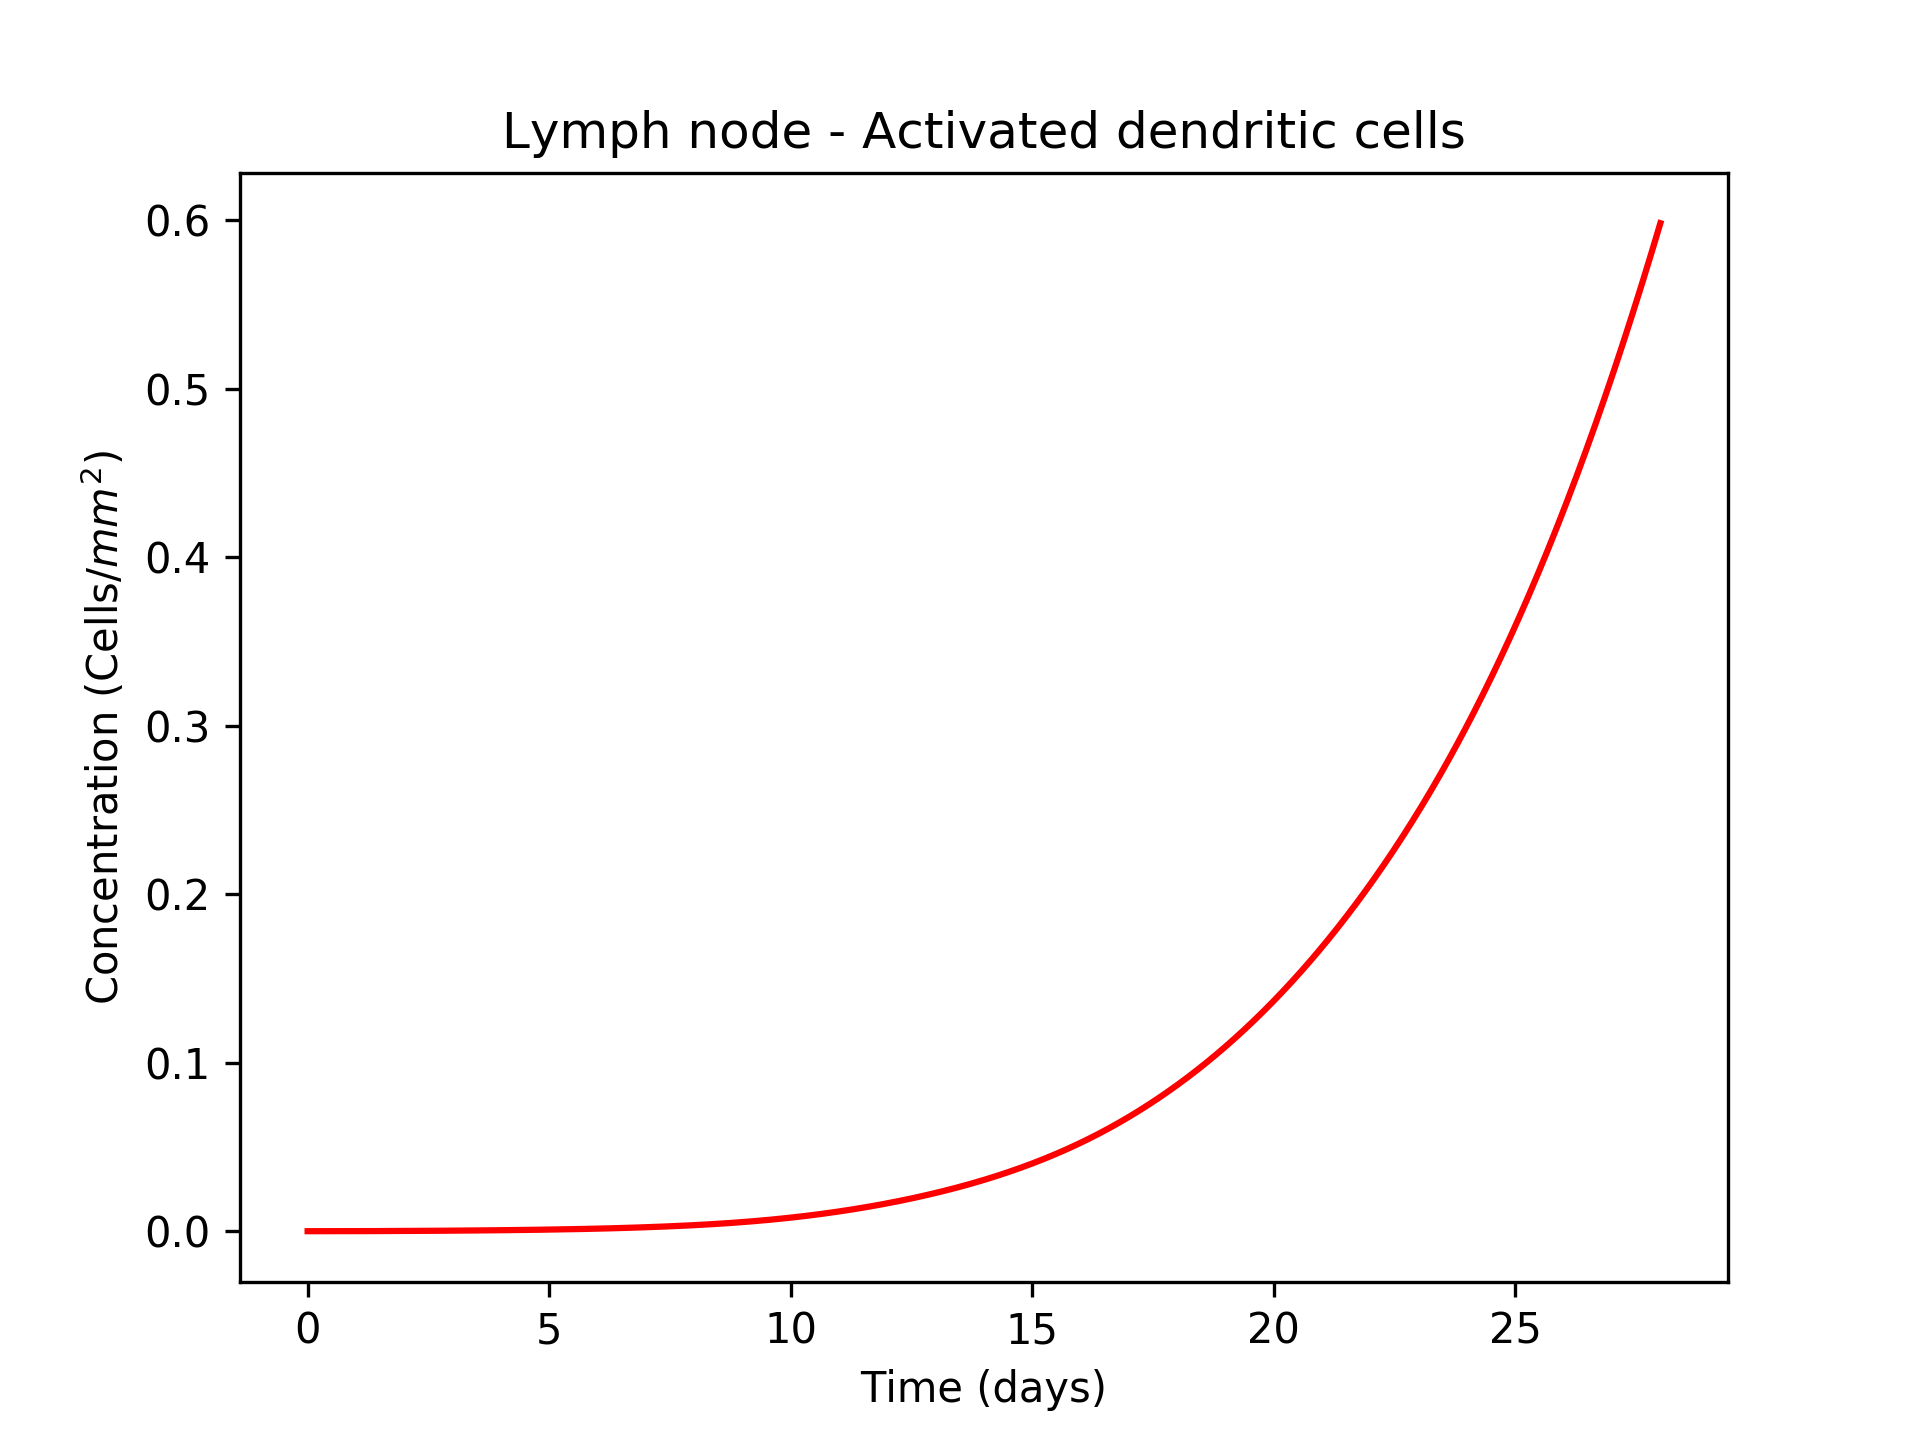 Lymph node - Activated dendritic cells
Concentration (Cells/mm²)
0.6
0.5
0.4
0.3
0.2
0.1
0.0
0 5 10 15 20 25
Time (days)